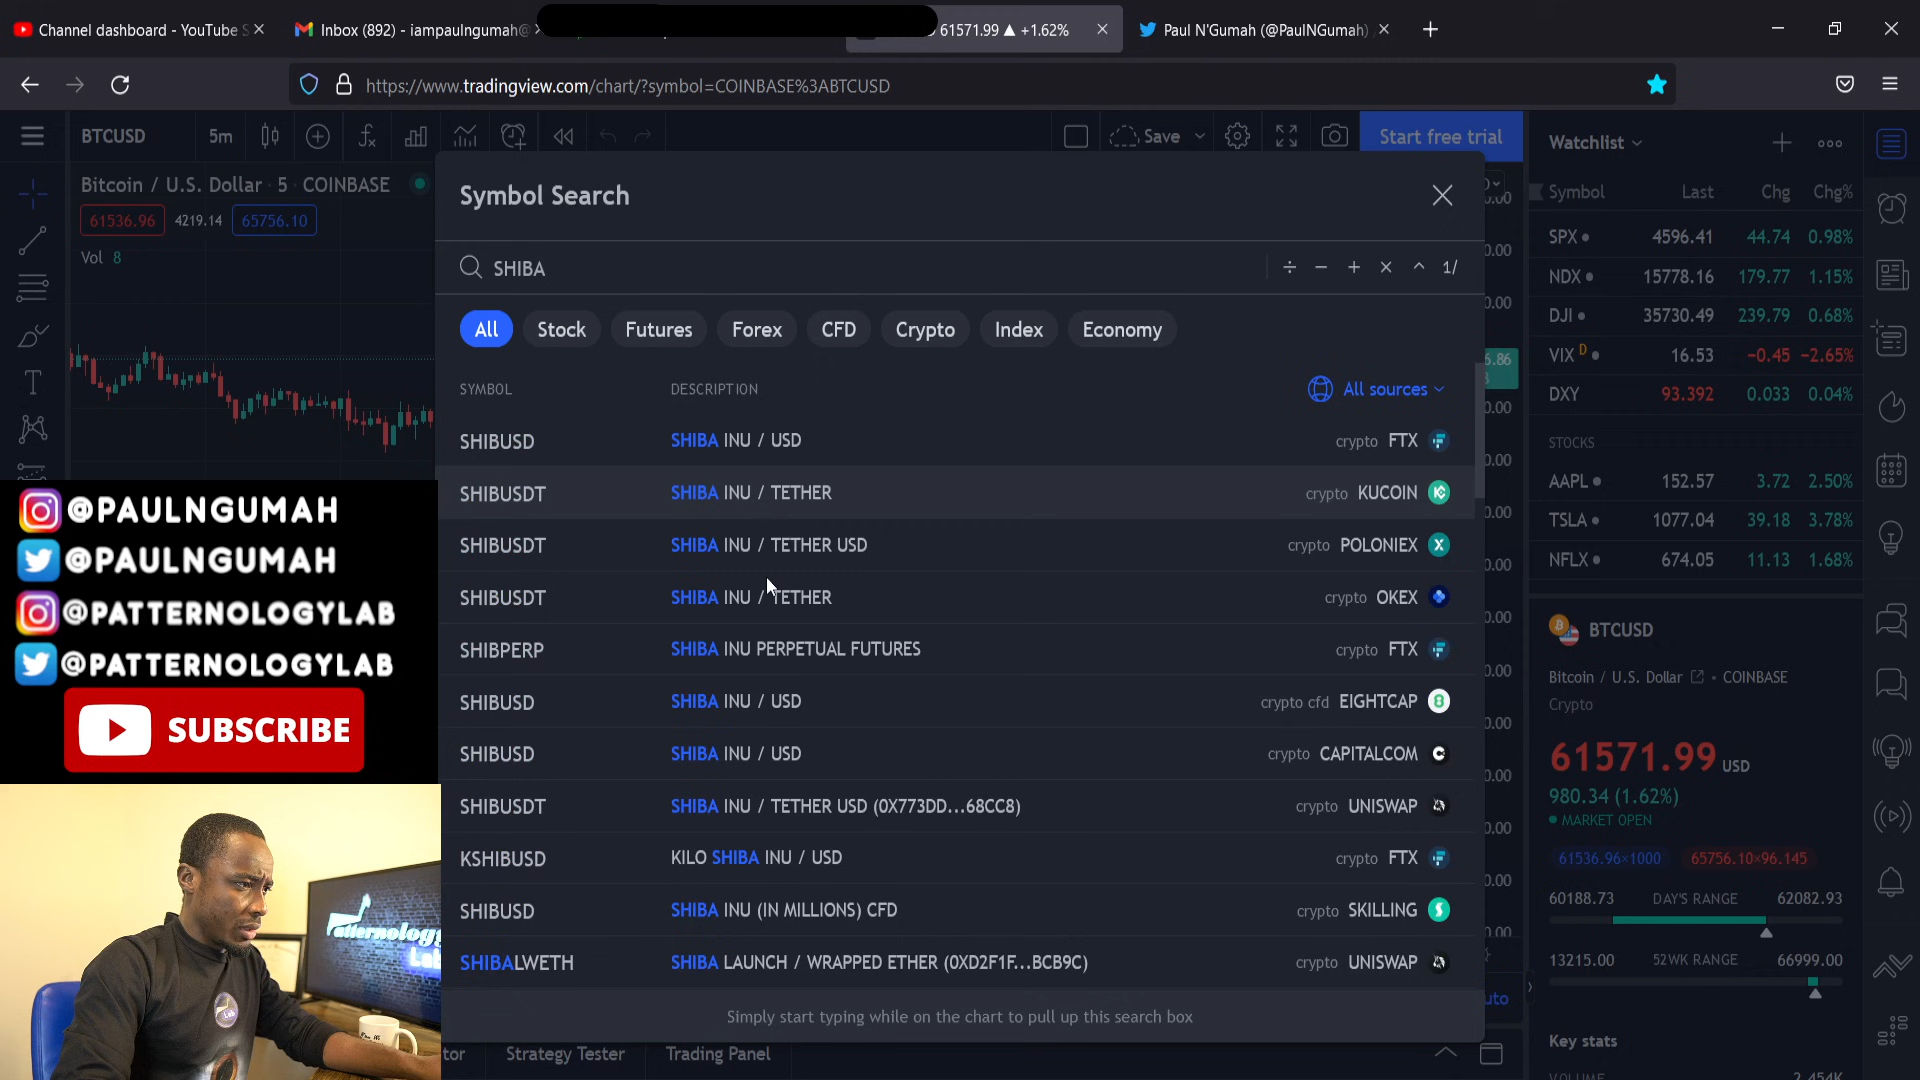 Channel dashboard - YouTube S
Inbox (892) - iampaulngumah@
61571.99 ▲ +1.62%
Paul N'Gumah (@PaulNGumah)
https://www.tradingview.com/chart/?symbol=COINBASE%3ABTCUSD
BTCUSD 5m Save Start free trial
Bitcoin / U.S. Dollar · 5 · COINBASE
61536.96 4219.14 65756.10
Vol 8
Symbol Search
SHIBA ÷ − + × ^ 1/
All Stock Futures Forex CFD Crypto Index Economy
SYMBOL DESCRIPTION All sources
SHIBUSD SHIBA INU / USD crypto FTX
SHIBUSDT SHIBA INU / TETHER crypto KUCOIN
SHIBUSDT SHIBA INU / TETHER USD crypto POLONIEX
SHIBUSDT SHIBA INU / TETHER crypto OKEX
SHIBPERP SHIBA INU PERPETUAL FUTURES crypto FTX
SHIBUSD SHIBA INU / USD crypto cfd EIGHTCAP
SHIBUSD SHIBA INU / USD crypto CAPITALCOM
SHIBUSDT SHIBA INU / TETHER USD (0X773DD...68CC8) crypto UNISWAP
KSHIBUSD KILO SHIBA INU / USD crypto FTX
SHIBUSD SHIBA INU (IN MILLIONS) CFD crypto SKILLING
SHIBALWETH SHIBA LAUNCH / WRAPPED ETHER (0XD2F1F...BCB9C) crypto UNISWAP
Simply start typing while on the chart to pull up this search box
tor Strategy Tester Trading Panel
Watchlist
Symbol Last Chg Chg%
SPX 4596.41 44.74 0.98%
NDX 15778.16 179.77 1.15%
DJI 35730.49 239.79 0.68%
VIX D 16.53 −0.45 −2.65%
DXY 93.392 0.033 0.04%
STOCKS
AAPL 152.57 3.72 2.50%
TSLA 1077.04 39.18 3.78%
NFLX 674.05 11.13 1.68%
BTCUSD
Bitcoin / U.S. Dollar • COINBASE
Crypto
61571.99 USD
980.34 (1.62%)
MARKET OPEN
61536.96×1000 65756.10×96.145
60188.73 DAY'S RANGE 62082.93
13215.00 52WK RANGE 66999.00
Key stats
VOLUME 2.454K
@PAULNGUMAH
@PAULNGUMAH
@PATTERNOLOGYLAB
@PATTERNOLOGYLAB
SUBSCRIBE
Patternology
Lab